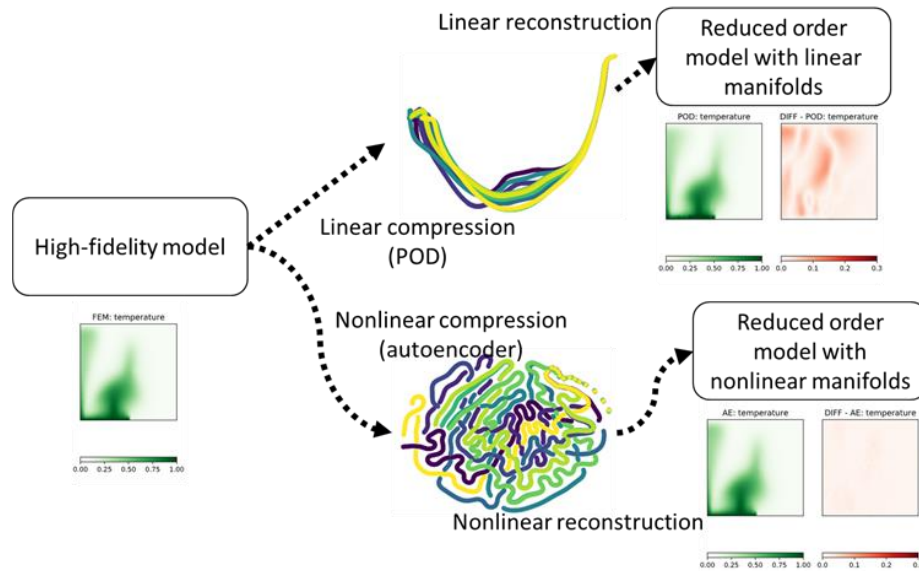 Linear reconstruction
Reduced order
model with linear
manifolds
POD: temperature
DIFF - POD: temperature
0.00 0.25 0.50 0.75 1.00
0.0 0.1 0.2 0.3
Linear compression
(POD)
High-fidelity model
FEM: temperature
0.00 0.25 0.50 0.75 1.00
Nonlinear compression
(autoencoder)
Reduced order
model with
nonlinear manifolds
AE: temperature
DIFF - AE: temperature
0.00 0.25 0.50 0.75 1.00
0.0 0.1 0.2
Nonlinear reconstruction